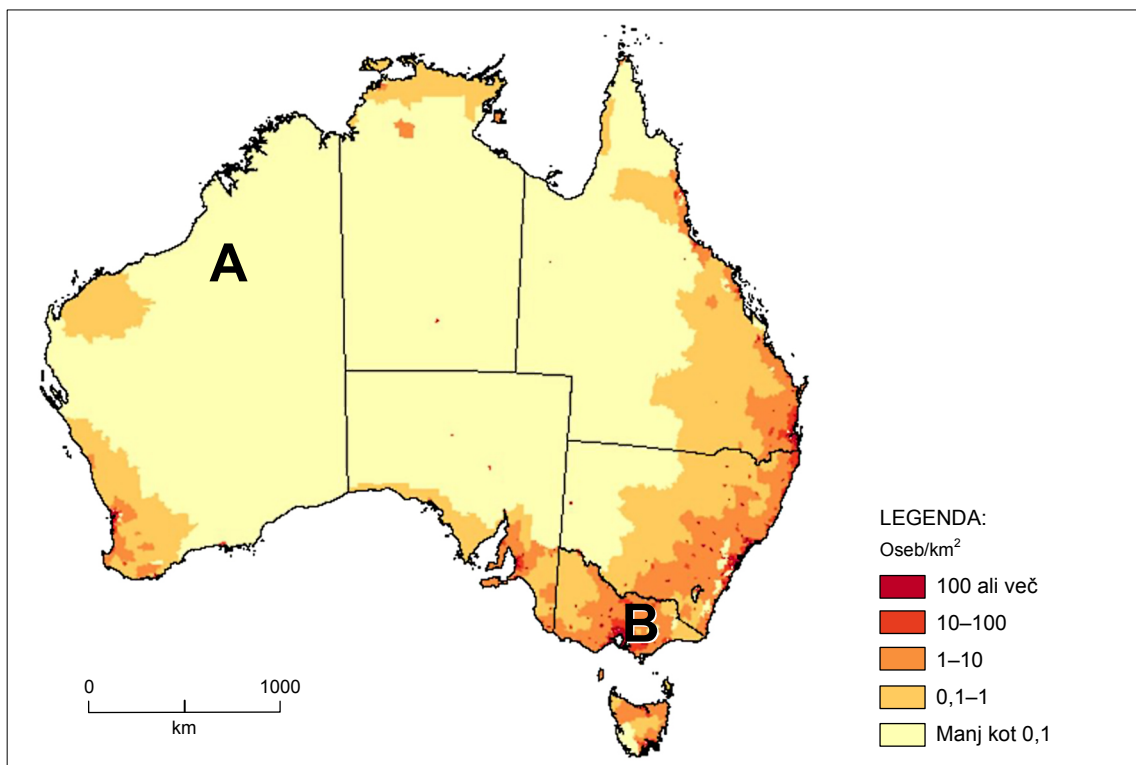 A
B
LEGENDA:
Oseb/km²
100 ali več
10–100
1–10
0,1–1
Manj kot 0,1
0 1000
km